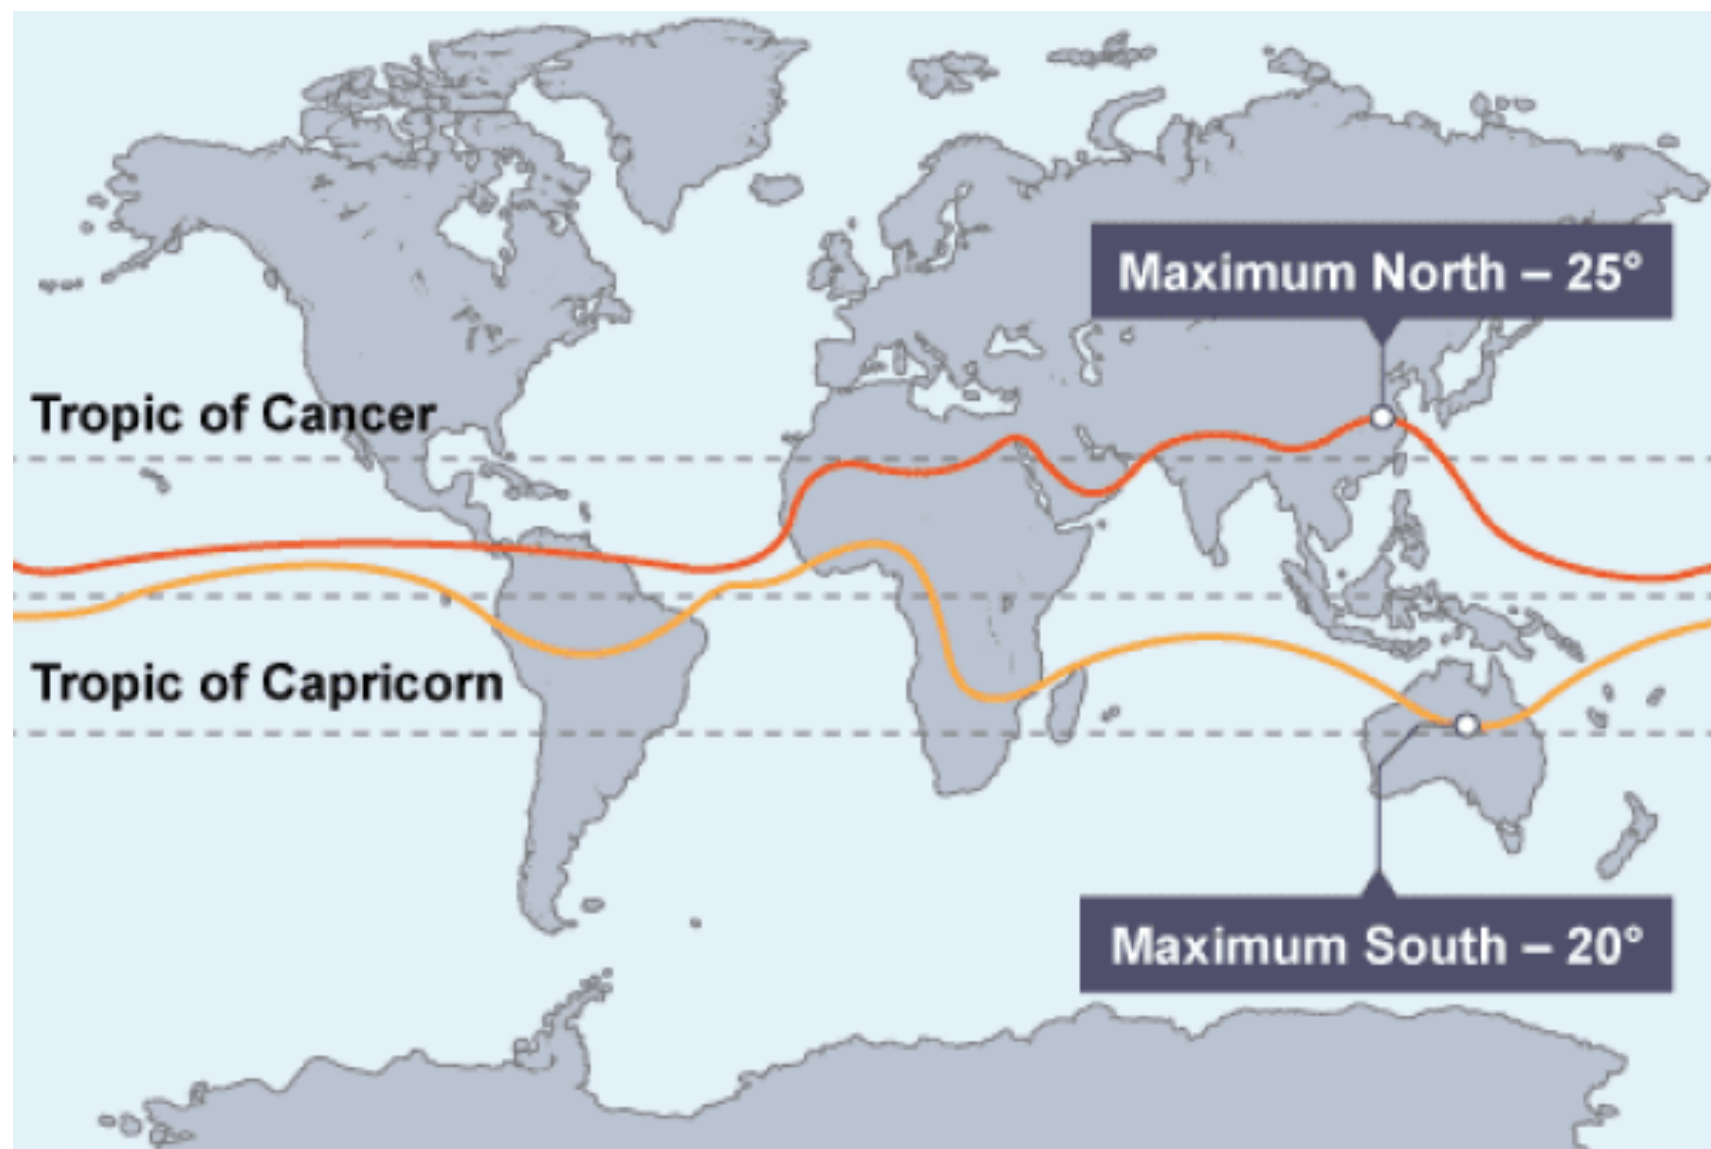 Maximum North – 25°
Tropic of Cancer
Tropic of Capricorn
Maximum South – 20°